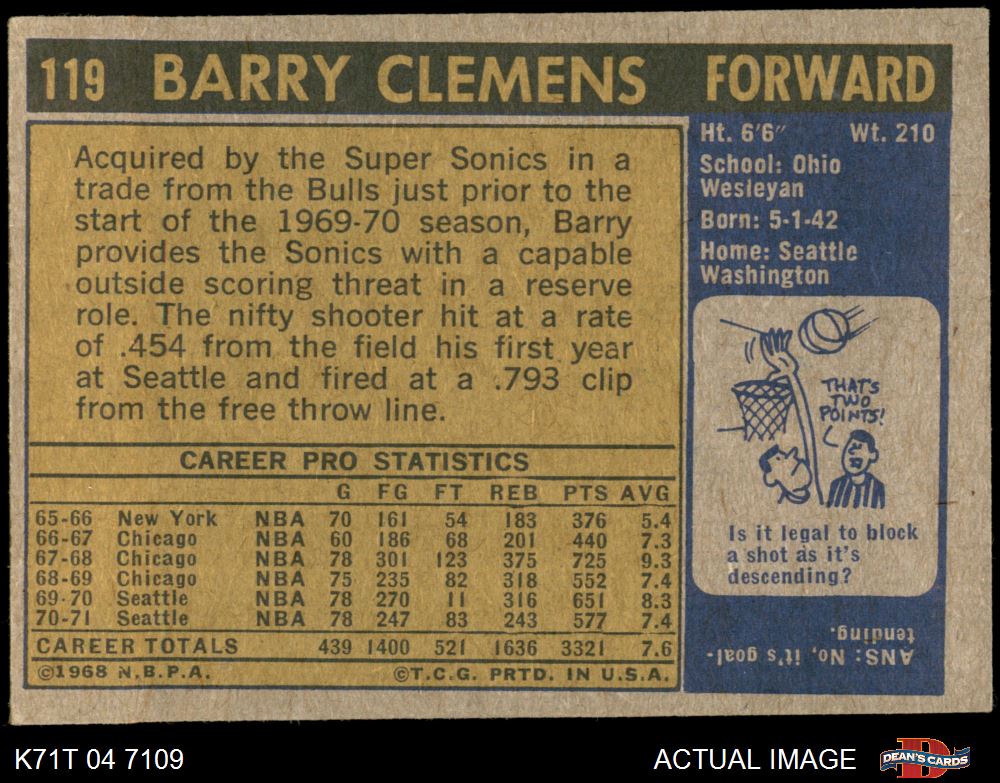 119 BARRY CLEMENS FORWARD
Acquired by the Super Sonics in a
trade from the Bulls just prior to the
start of the 1969-70 season, Barry
provides the Sonics with a capable
outside scoring threat in a reserve
role. The nifty shooter hit at a rate
of .454 from the field his first year
at Seattle and fired at a .793 clip
from the free throw line.
CAREER PRO STATISTICS
G FG FT REB PTS AVG
65-66 New York NBA 70 161 54 183 376 5.4
66-67 Chicago NBA 60 186 68 201 440 7.3
67-68 Chicago NBA 78 301 123 375 725 9.3
68-69 Chicago NBA 75 235 82 318 552 7.4
69-70 Seattle NBA 78 270 11 316 651 8.3
70-71 Seattle NBA 78 247 83 243 577 7.4
CAREER TOTALS 439 1400 521 1636 3321 7.6
©1968 N.B.P.A. ©T.C.G. PRTD. IN U.S.A.
Ht. 6'6" Wt. 210
School: Ohio
Wesleyan
Born: 5-1-42
Home: Seattle
Washington
THAT'S
TWO
POINTS!
Is it legal to block
a shot as it's
descending?
ANS: No, it's goal-
tending.
K71T 04 7109 ACTUAL IMAGE DEAN'S CARDS